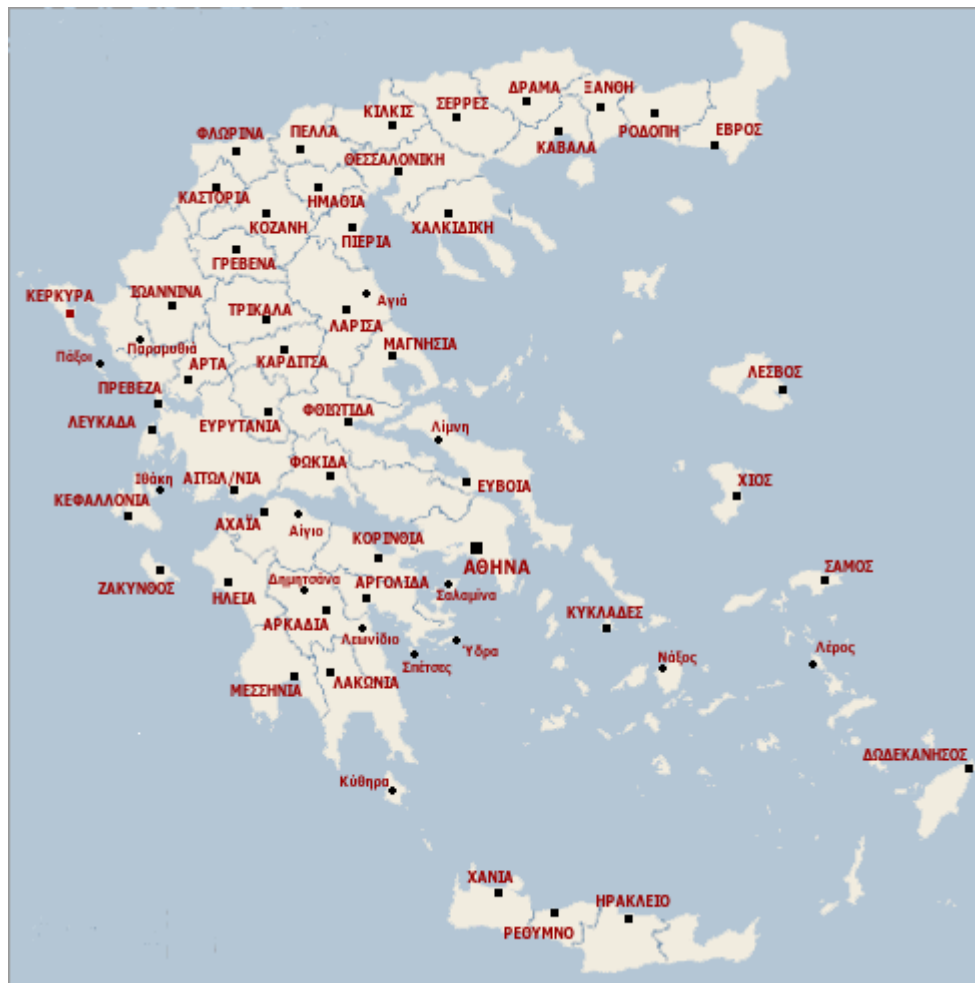 ΔΡΑΜΑ
ΞΑΝΘΗ
ΣΕΡΡΕΣ
ΚΙΛΚΙΣ
ΡΟΔΟΠΗ
ΕΒΡΟΣ
ΦΛΩΡΙΝΑ
ΠΕΛΛΑ
ΚΑΒΑΛΑ
ΘΕΣΣΑΛΟΝΙΚΗ
ΚΑΣΤΟΡΙΑ
ΗΜΑΘΙΑ
ΚΟΖΑΝΗ
ΧΑΛΚΙΔΙΚΗ
ΠΙΕΡΙΑ
ΓΡΕΒΕΝΑ
ΚΕΡΚΥΡΑ
ΙΩΑΝΝΙΝΑ
Αγιά
ΤΡΙΚΑΛΑ
ΛΑΡΙΣΑ
Παραμυθιά
ΜΑΓΝΗΣΙΑ
Πάξοι
ΑΡΤΑ
ΚΑΡΔΙΤΣΑ
ΛΕΣΒΟΣ
ΠΡΕΒΕΖΑ
ΦΘΙΩΤΙΔΑ
ΛΕΥΚΑΔΑ
ΕΥΡΥΤΑΝΙΑ
Λίμνη
ΦΩΚΙΔΑ
Ιθάκη
ΑΙΤΩΛ/ΝΙΑ
ΕΥΒΟΙΑ
ΧΙΟΣ
ΚΕΦΑΛΛΟΝΙΑ
ΑΧΑΪΑ
Αίγιο
ΚΟΡΙΝΘΙΑ
ΑΘΗΝΑ
ΣΑΜΟΣ
Δημητσάνα
ΑΡΓΟΛΙΔΑ
ΖΑΚΥΝΘΟΣ
ΗΛΕΙΑ
Σαλαμίνα
ΚΥΚΛΑΔΕΣ
ΑΡΚΑΔΙΑ
Λεωνίδιο
Ύδρα
Λέρος
Νάξος
Σπέτσες
ΜΕΣΣΗΝΙΑ
ΛΑΚΩΝΙΑ
ΔΩΔΕΚΑΝΗΣΟΣ
Κύθηρα
ΧΑΝΙΑ
ΗΡΑΚΛΕΙΟ
ΡΕΘΥΜΝΟ